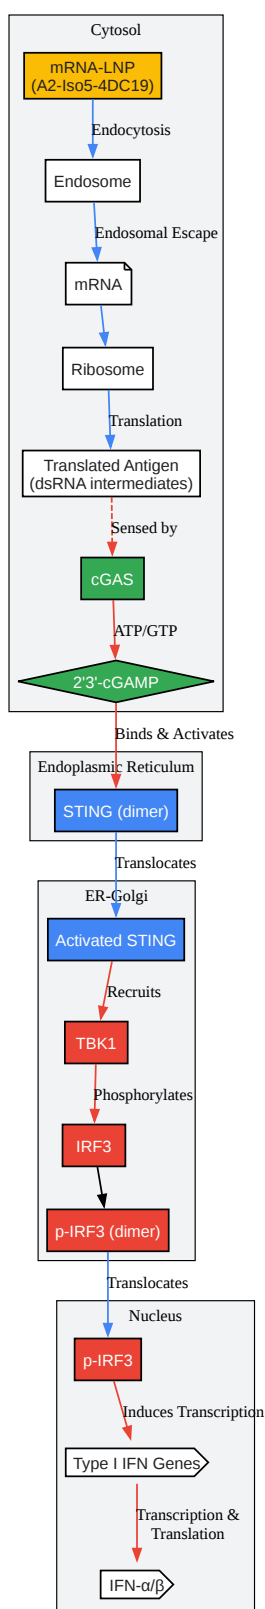 Cytosol
mRNA-LNP
(A2-Iso5-4DC19)
Endocytosis
Endosome
Endosomal Escape
mRNA
Ribosome
Translation
Translated Antigen
(dsRNA intermediates)
Sensed by
cGAS
ATP/GTP
2'3'-cGAMP
Binds & Activates
Endoplasmic Reticulum
STING (dimer)
Translocates
ER-Golgi
Activated STING
Recruits
TBK1
Phosphorylates
IRF3
p-IRF3 (dimer)
Translocates
Nucleus
p-IRF3
Induces Transcription
Type I IFN Genes
Transcription &
Translation
IFN-α/β